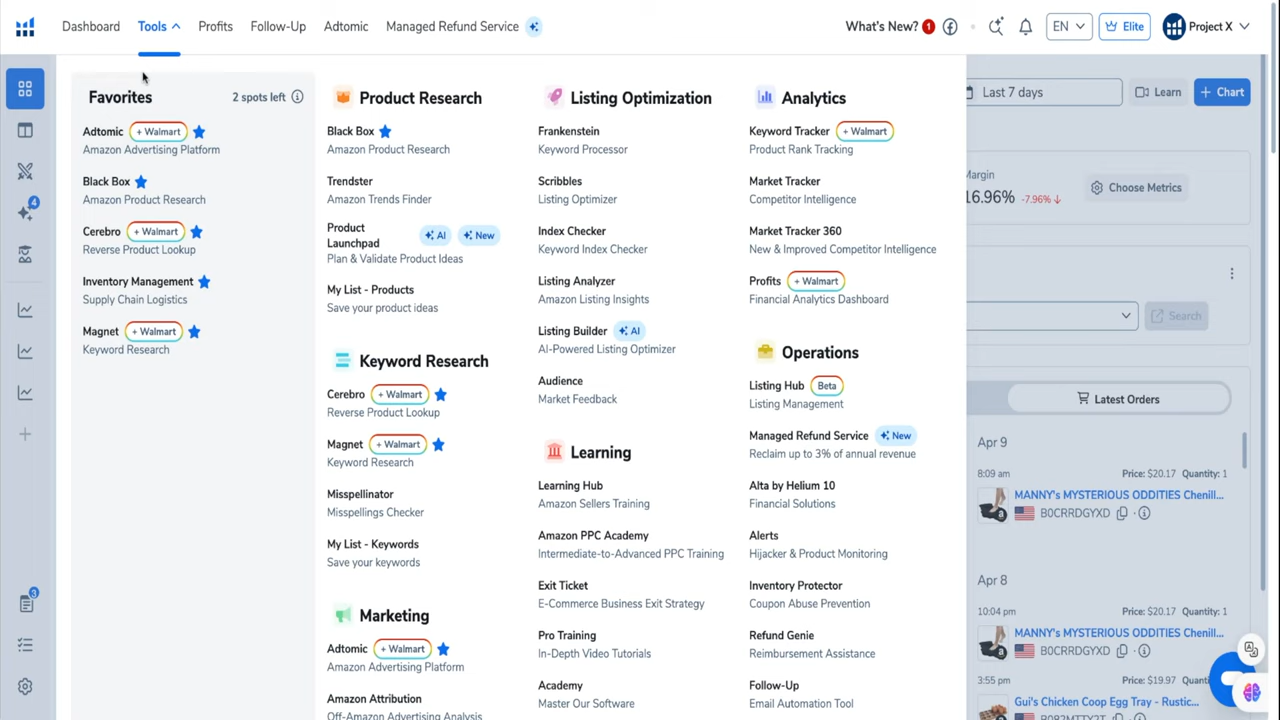 Dashboard Tools Profits Follow-Up Adtomic Managed Refund Service What's New? 1 EN Elite Project X
Favorites 2 spots left
Adtomic + Walmart
Amazon Advertising Platform
Black Box
Amazon Product Research
Cerebro + Walmart
Reverse Product Lookup
Inventory Management
Supply Chain Logistics
Magnet + Walmart
Keyword Research
Product Research
Black Box
Amazon Product Research
Trendster
Amazon Trends Finder
Product
Launchpad AI New
Plan & Validate Product Ideas
My List - Products
Save your product ideas
Keyword Research
Cerebro + Walmart
Reverse Product Lookup
Magnet + Walmart
Keyword Research
Misspellinator
Misspellings Checker
My List - Keywords
Save your keywords
Marketing
Adtomic + Walmart
Amazon Advertising Platform
Amazon Attribution
Off-Amazon Advertising Analysis
Listing Optimization
Frankenstein
Keyword Processor
Scribbles
Listing Optimizer
Index Checker
Keyword Index Checker
Listing Analyzer
Amazon Listing Insights
Listing Builder AI
AI-Powered Listing Optimizer
Audience
Market Feedback
Learning
Learning Hub
Amazon Sellers Training
Amazon PPC Academy
Intermediate-to-Advanced PPC Training
Exit Ticket
E-Commerce Business Exit Strategy
Pro Training
In-Depth Video Tutorials
Academy
Master Our Software
Analytics
Keyword Tracker + Walmart
Product Rank Tracking
Market Tracker
Competitor Intelligence
Market Tracker 360
New & Improved Competitor Intelligence
Profits + Walmart
Financial Analytics Dashboard
Operations
Listing Hub Beta
Listing Management
Managed Refund Service New
Reclaim up to 3% of annual revenue
Alta by Helium 10
Financial Solutions
Alerts
Hijacker & Product Monitoring
Inventory Protector
Coupon Abuse Prevention
Refund Genie
Reimbursement Assistance
Follow-Up
Email Automation Tool
Last 7 days Learn + Chart
Margin
16.96% -7.96% Choose Metrics
Search
Latest Orders
Apr 9
8:09 am Price: $20.17 Quantity: 1
MANNY's MYSTERIOUS ODDITIES Chenill...
B0CRRDGYXD
Apr 8
10:04 pm Price: $20.17 Quantity: 1
MANNY's MYSTERIOUS ODDITIES Chenill...
B0CRRDGYXD
3:55 pm Price: $19.97 Quantity:
Gui's Chicken Coop Egg Tray - Rustic...
4
3